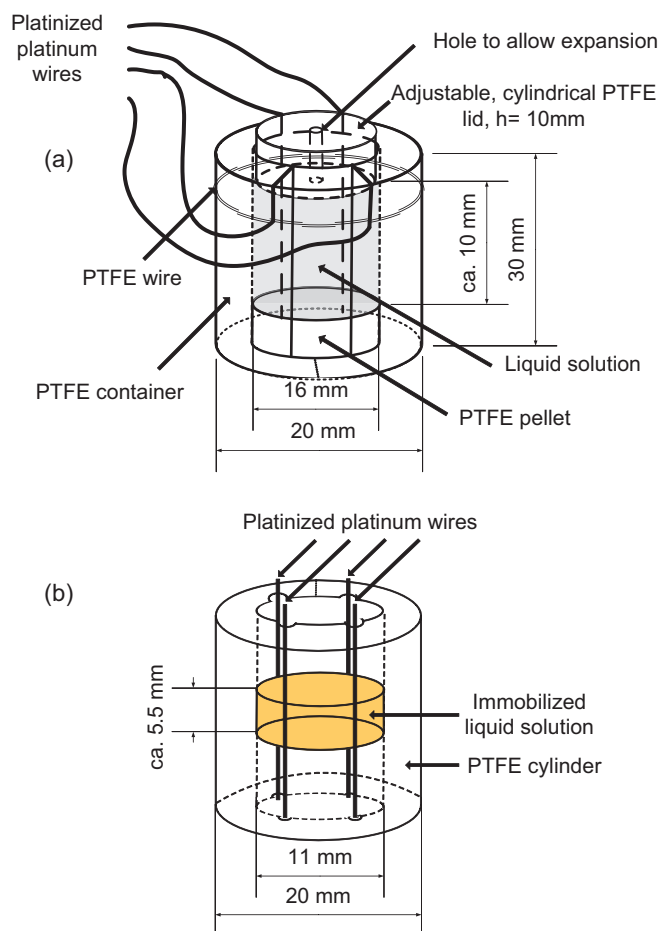 Platinized
platinum
wires
Hole to allow expansion
Adjustable, cylindrical PTFE
lid, h= 10mm
(a)
ca. 10 mm
30 mm
PTFE wire
PTFE container
Liquid solution
16 mm
PTFE pellet
20 mm
Platinized platinum wires
(b)
ca. 5.5 mm
Immobilized
liquid solution
PTFE cylinder
11 mm
20 mm